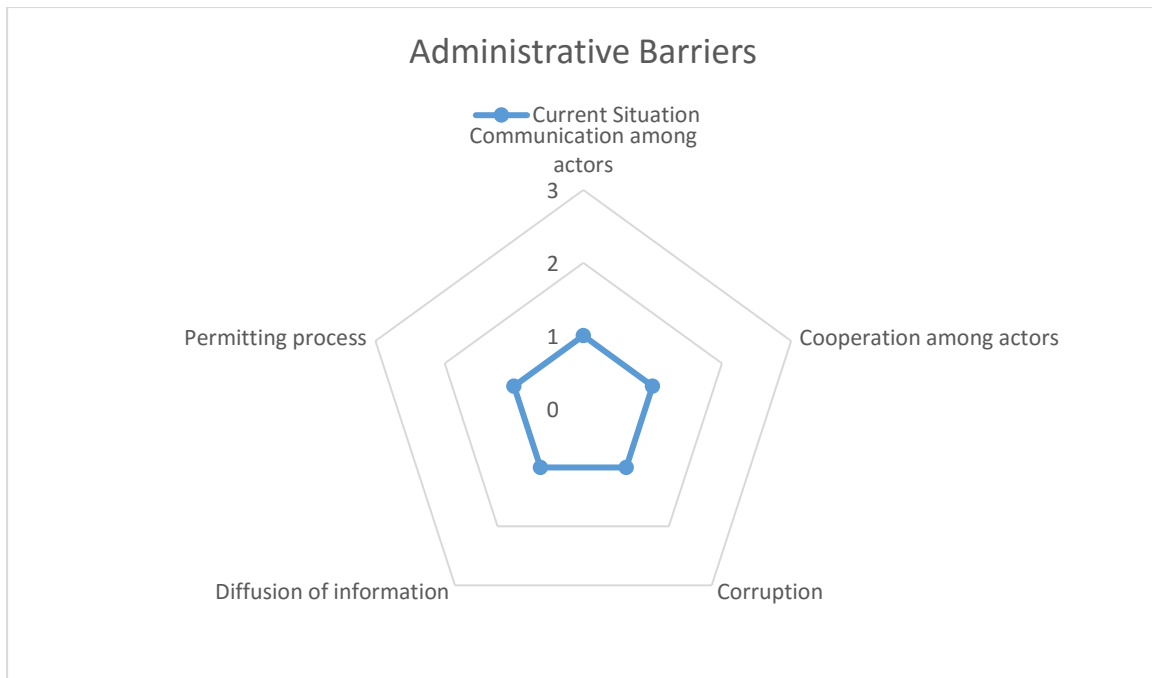 Administrative Barriers
Current Situation
Communication among
actors
3
2
1
0
Permitting process
Cooperation among actors
Diffusion of information
Corruption